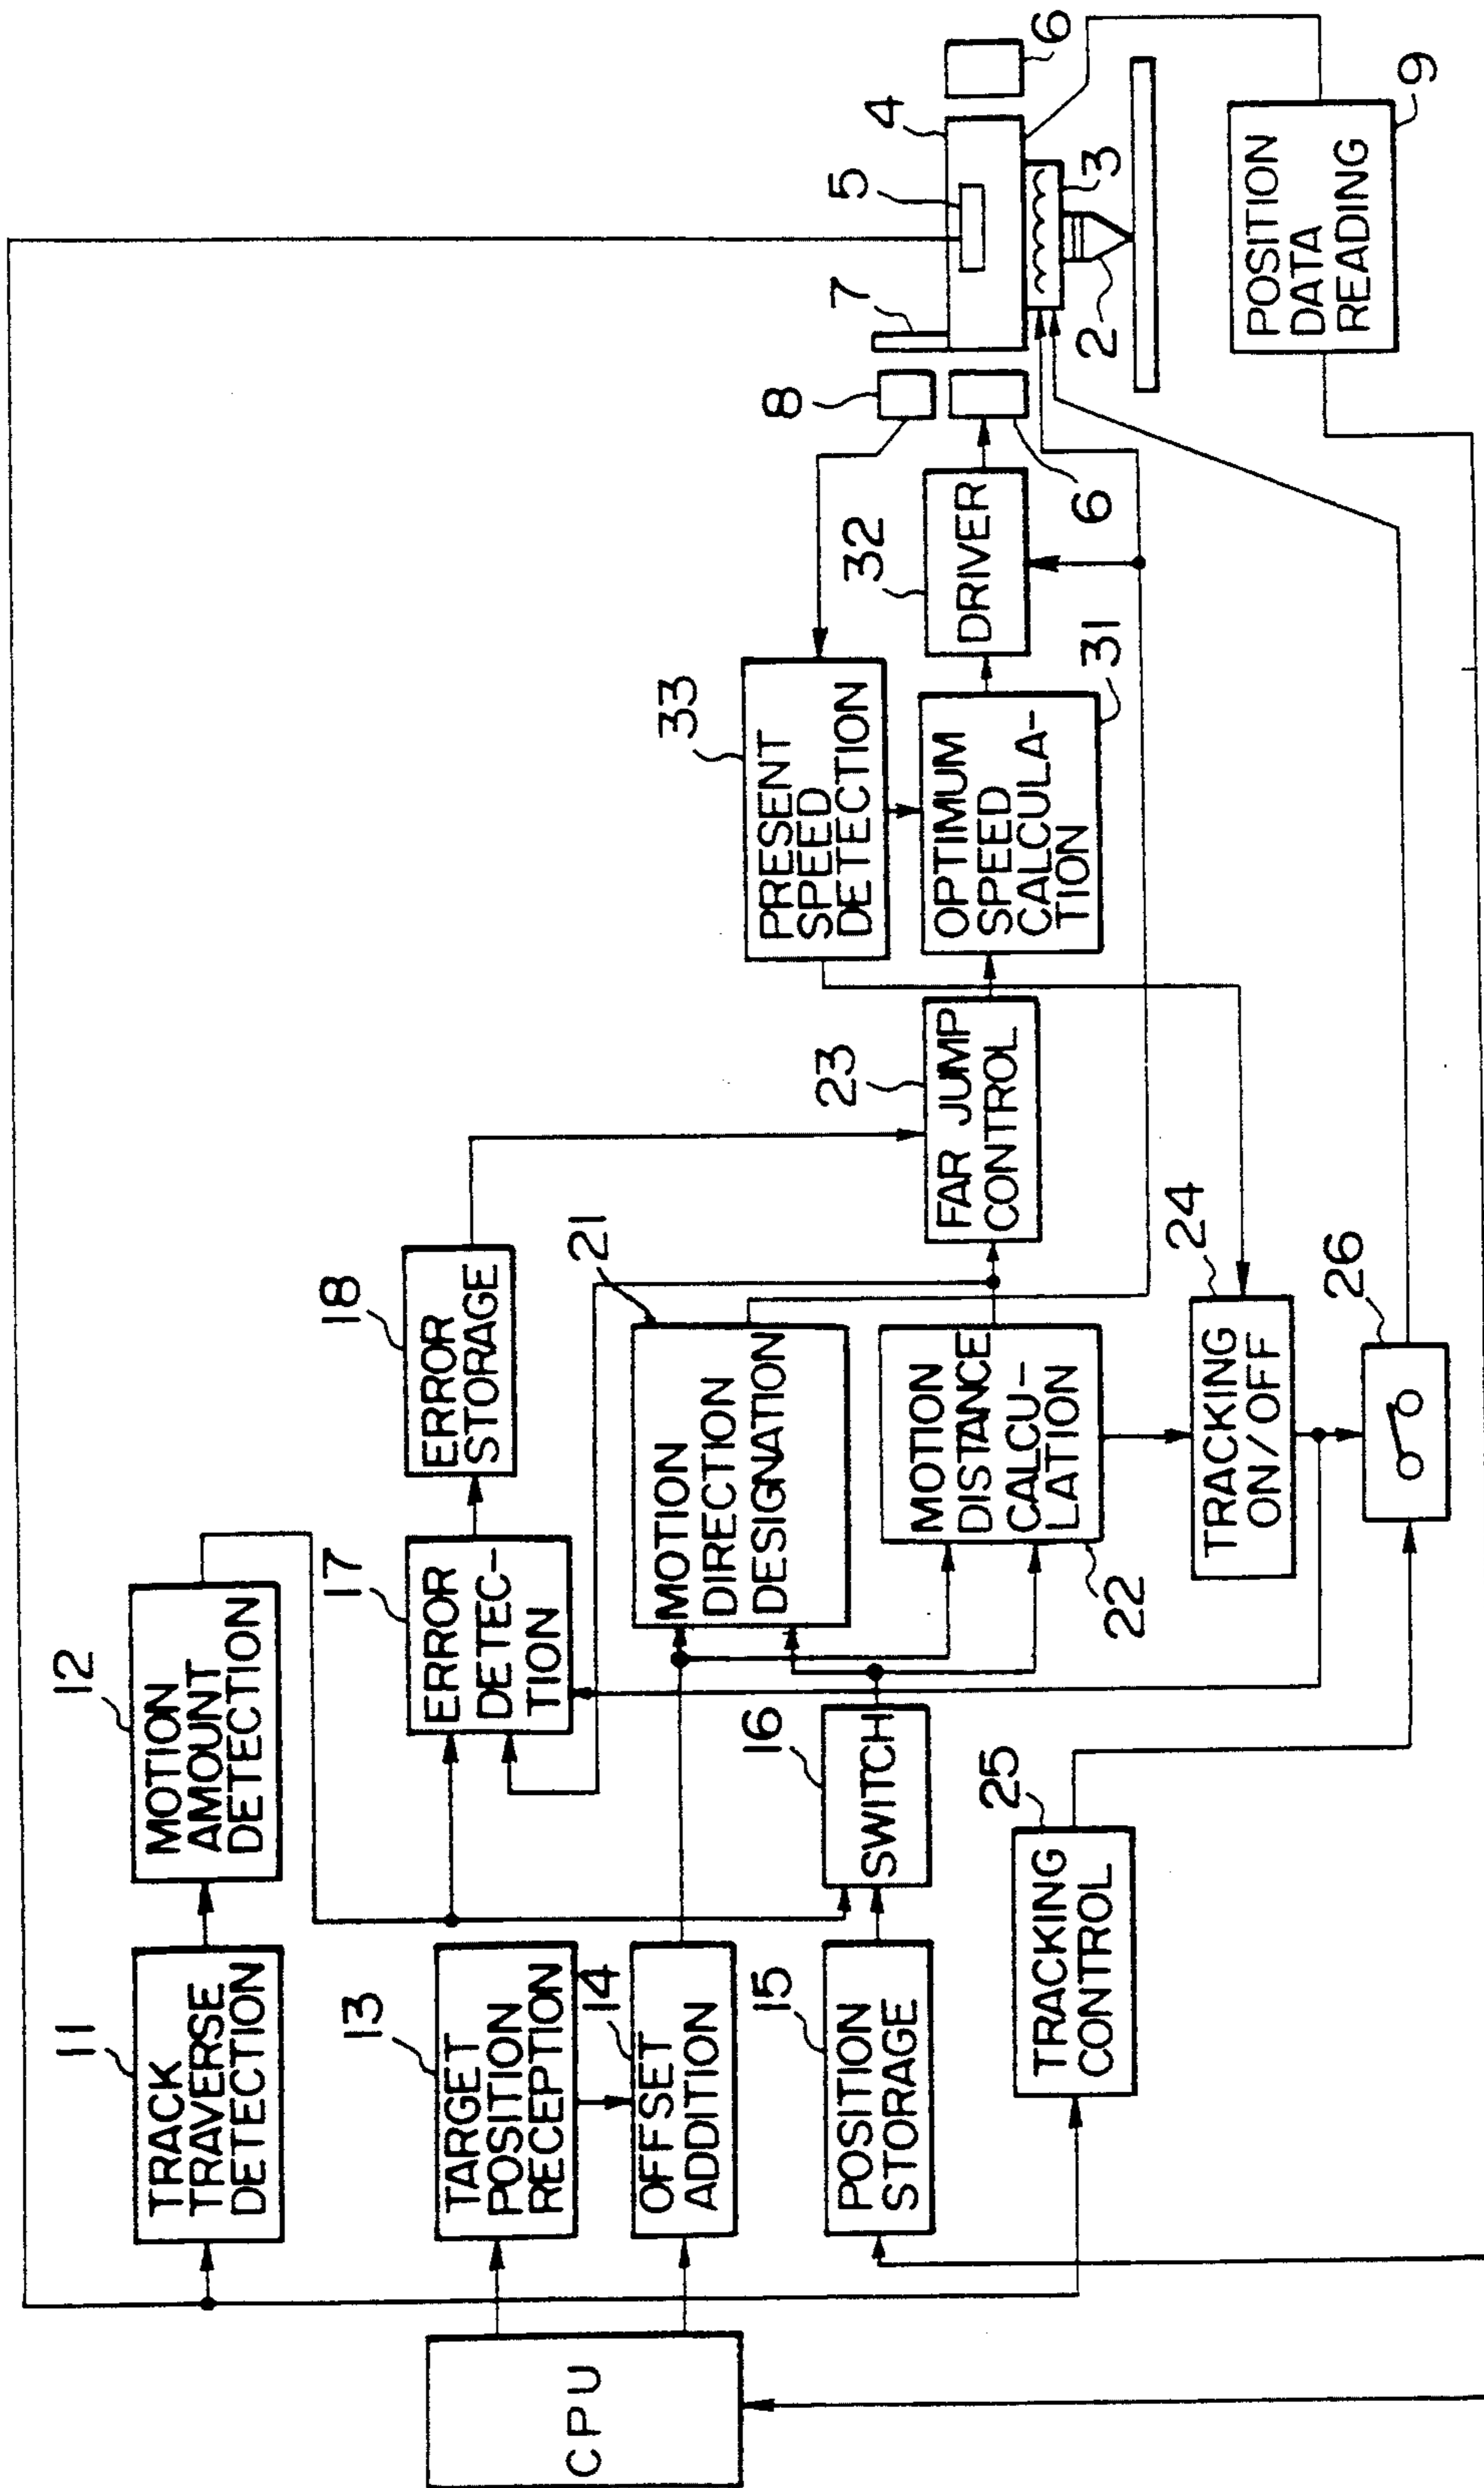 11
TRACK
TRAVERSE
DETECTION
12
MOTION
AMOUNT
DETECTION
CPU
13
TARGET
POSITION
RECEPTION
14
OFFSET
ADDITION
17
ERROR
DETEC-
TION
18
ERROR
STORAGE
21
MOTION
DIRECTION
DESIGNATION
15
POSITION
STORAGE
16
SWITCH
MOTION
DISTANCE
CALCU-
LATION
22
23
FAR JUMP
CONTROL
33
PRESENT
SPEED
DETECTION
OPTIMUM
SPEED
CALCULA-
TION
31
32
DRIVER
6
8
7
5
4
6
3
2
25
TRACKING
CONTROL
24
TRACKING
ON/OFF
26
POSITION
DATA
READING
9